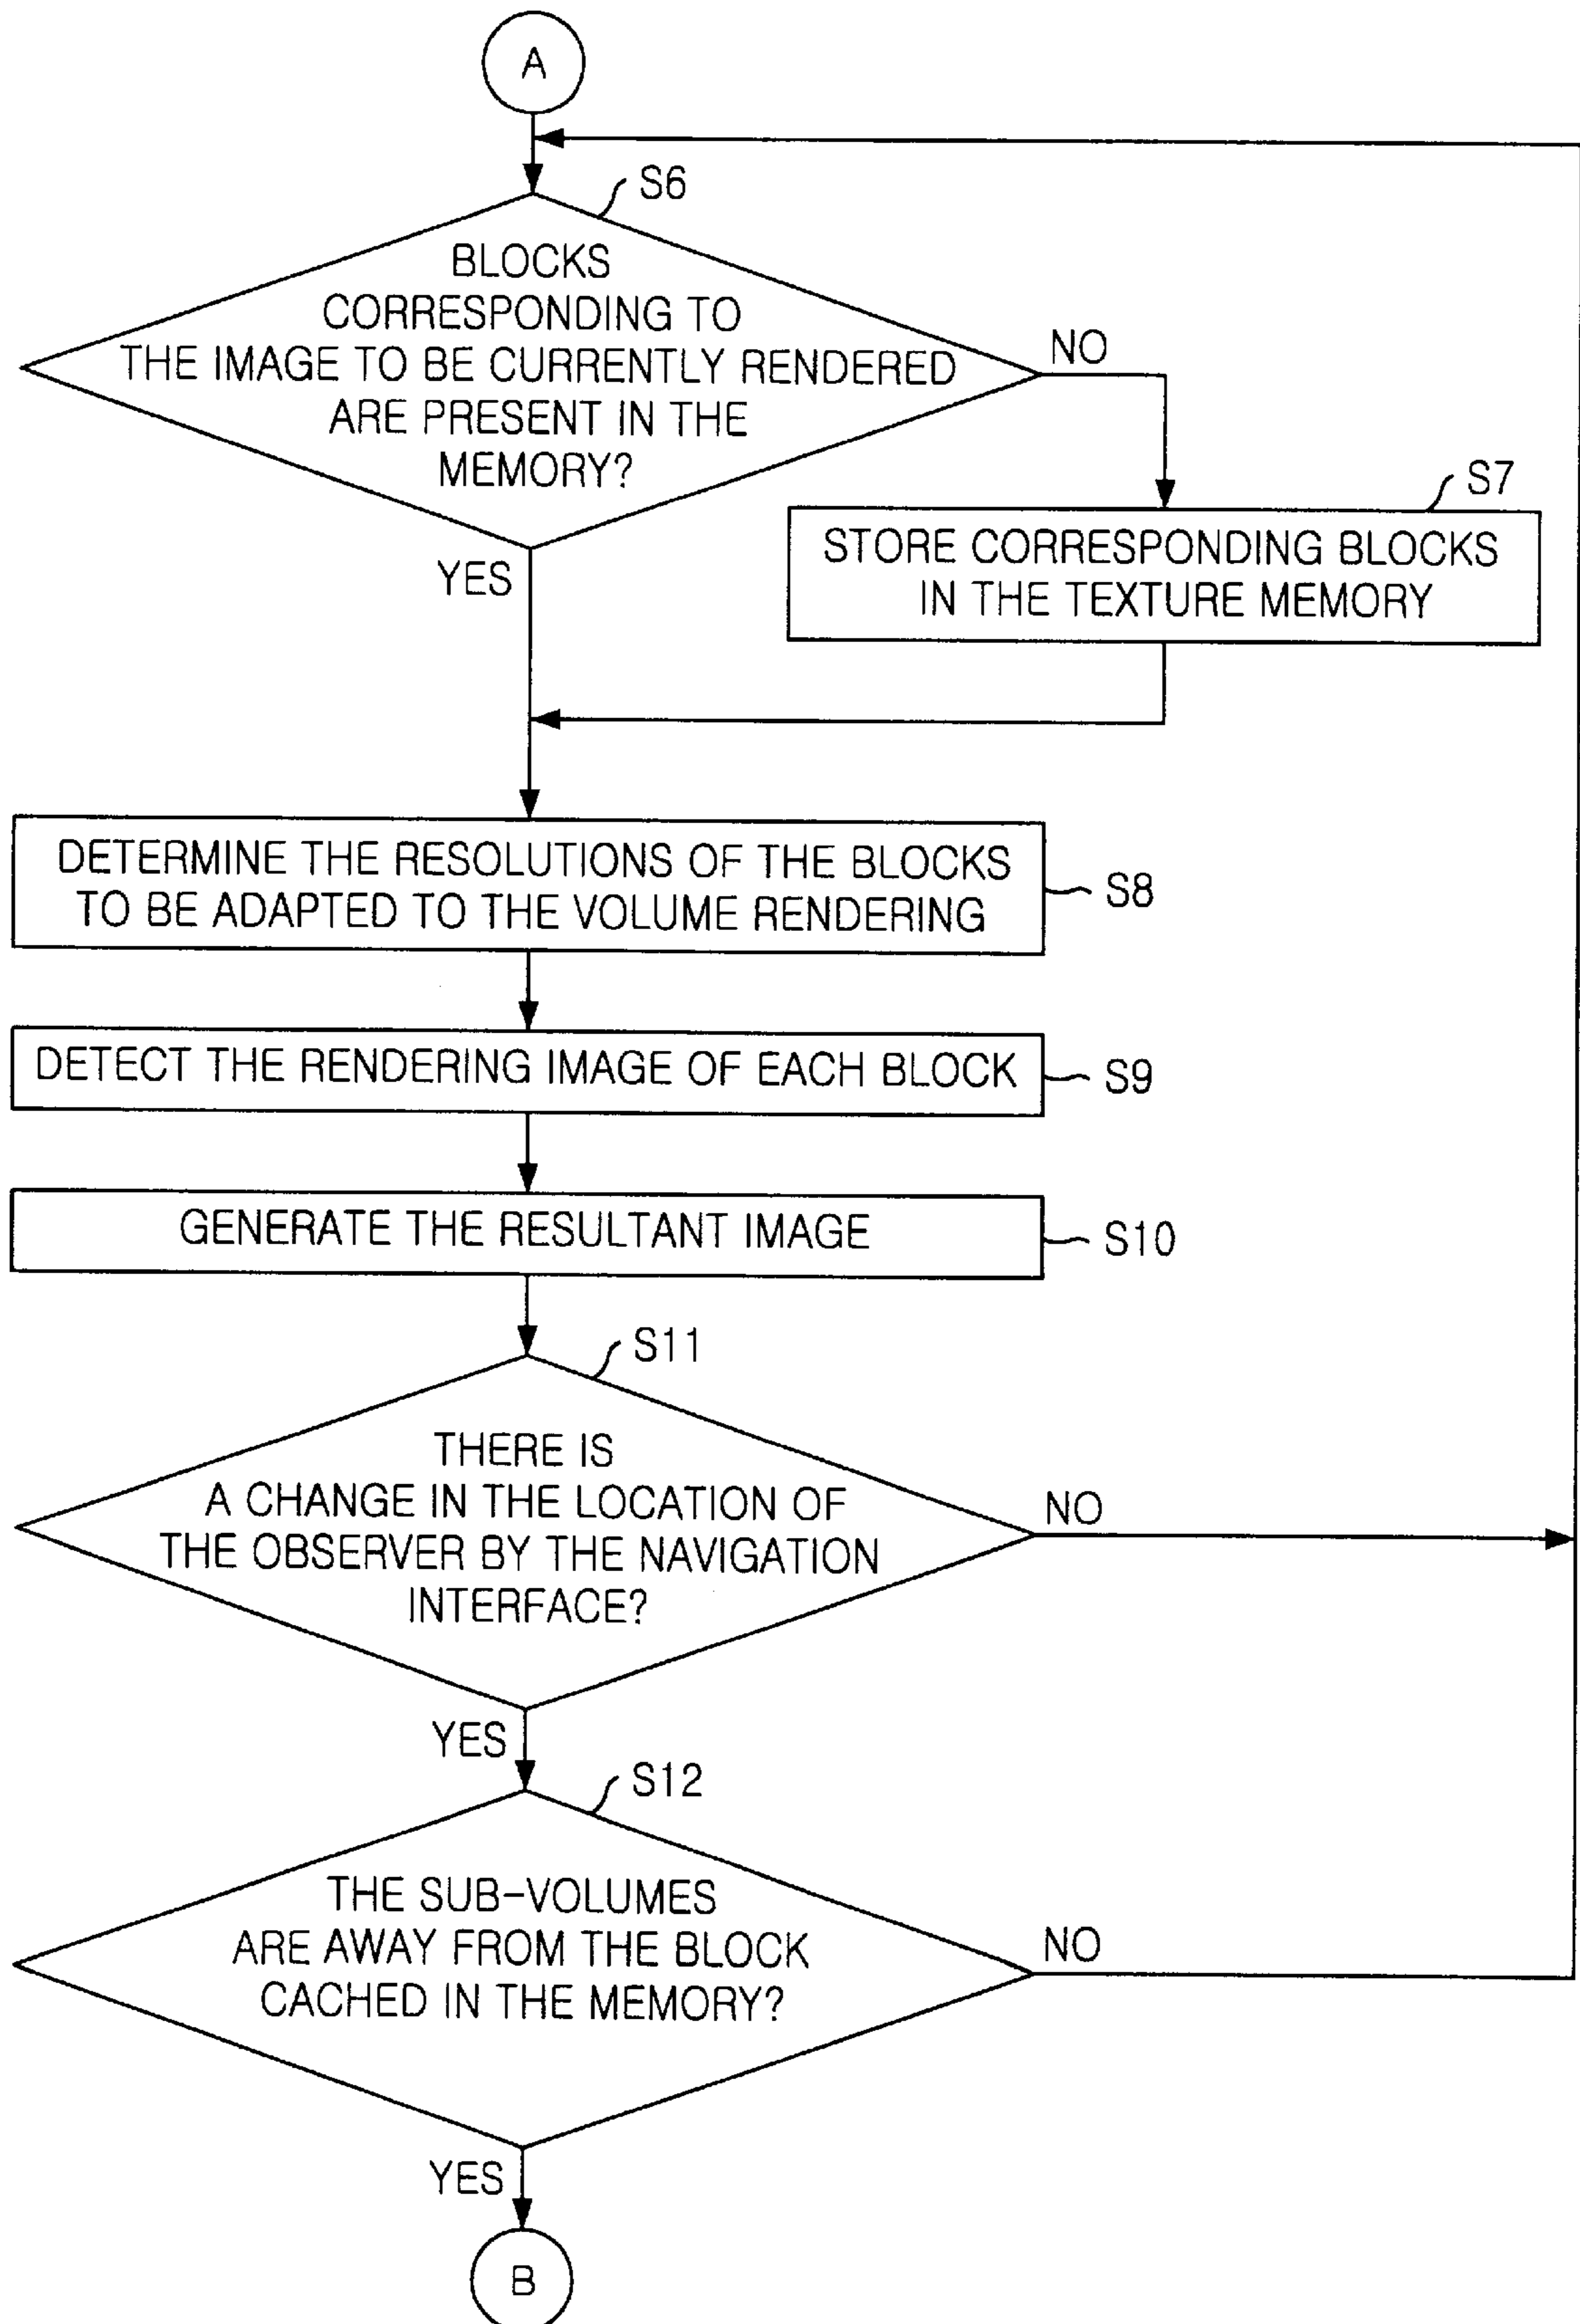 A
S6
BLOCKS
CORRESPONDING TO
THE IMAGE TO BE CURRENTLY RENDERED
ARE PRESENT IN THE
MEMORY?
NO
S7
STORE CORRESPONDING BLOCKS
IN THE TEXTURE MEMORY
YES
DETERMINE THE RESOLUTIONS OF THE BLOCKS
TO BE ADAPTED TO THE VOLUME RENDERING
S8
DETECT THE RENDERING IMAGE OF EACH BLOCK
S9
GENERATE THE RESULTANT IMAGE
S10
S11
THERE IS
A CHANGE IN THE LOCATION OF
THE OBSERVER BY THE NAVIGATION
INTERFACE?
NO
YES
S12
THE SUB-VOLUMES
ARE AWAY FROM THE BLOCK
CACHED IN THE MEMORY?
NO
YES
B